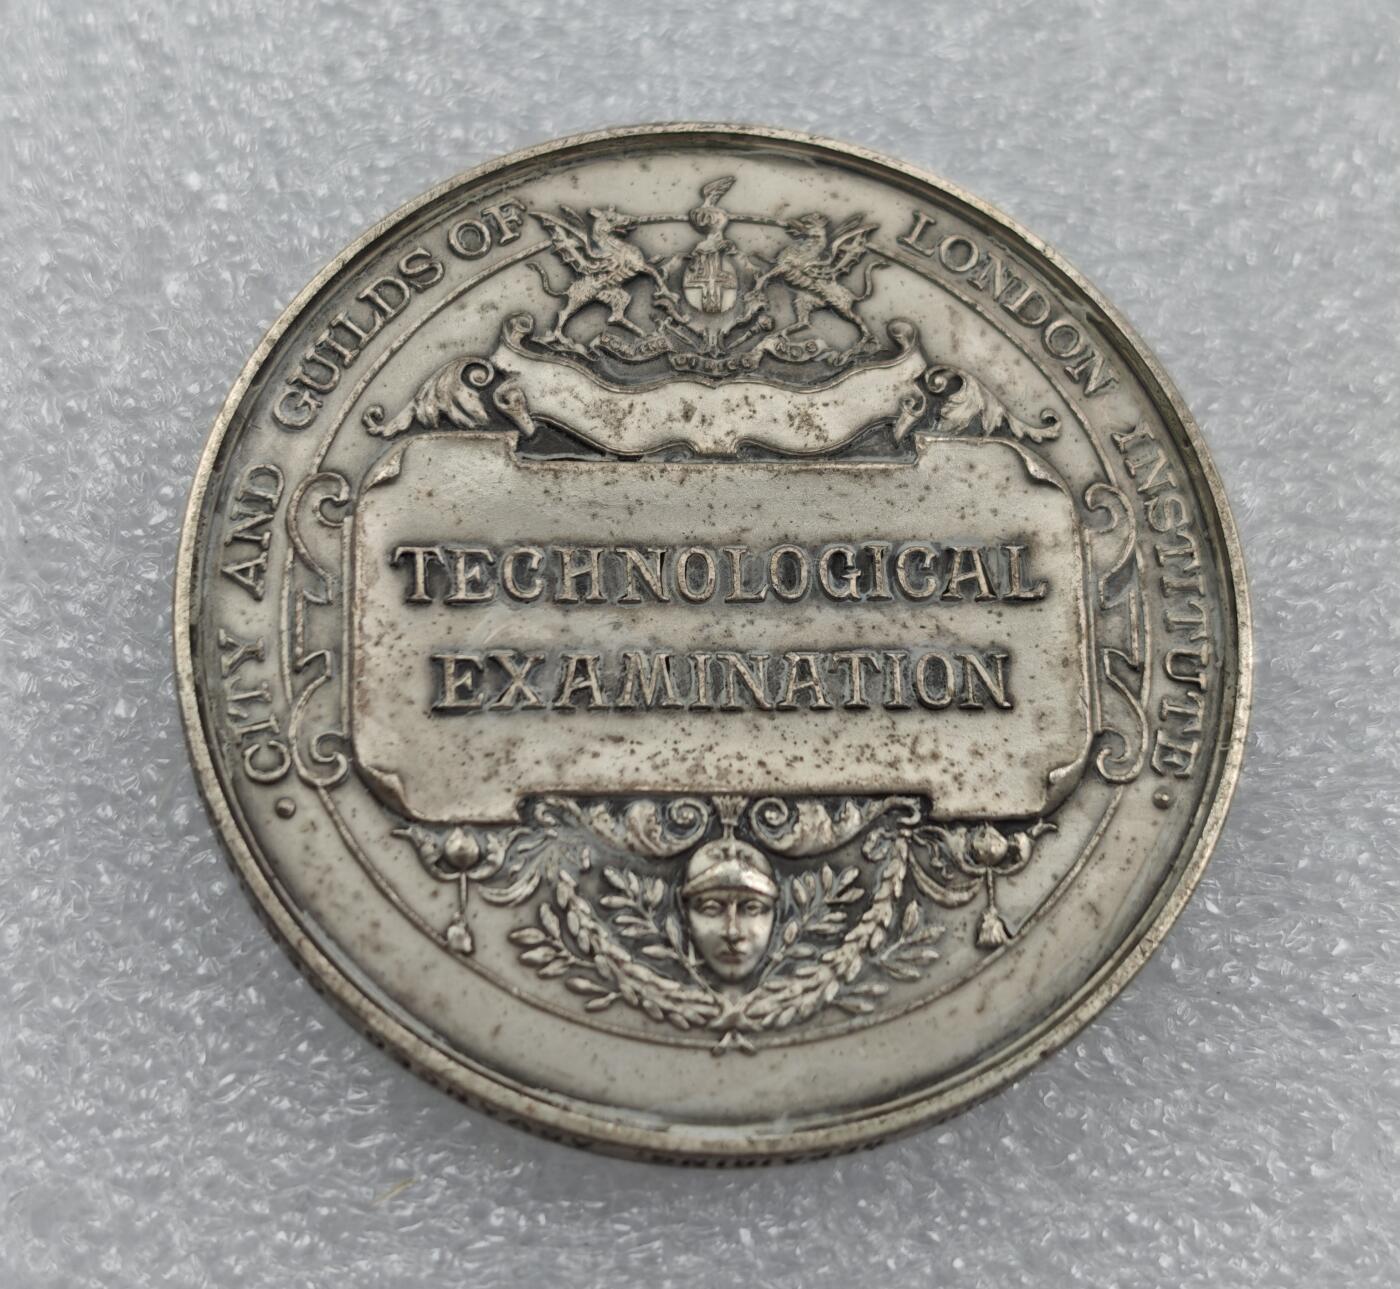 CITY AND GUILDS OF LONDON INSTITUTE
TECHNOLOGICAL
EXAMINATION